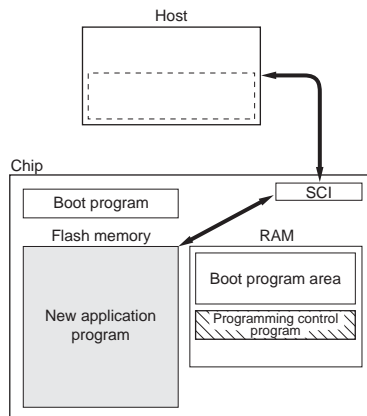 Host
Chip
SCI
Boot program
Flash memory
RAM
Boot program area
New application
program
Programming control
program